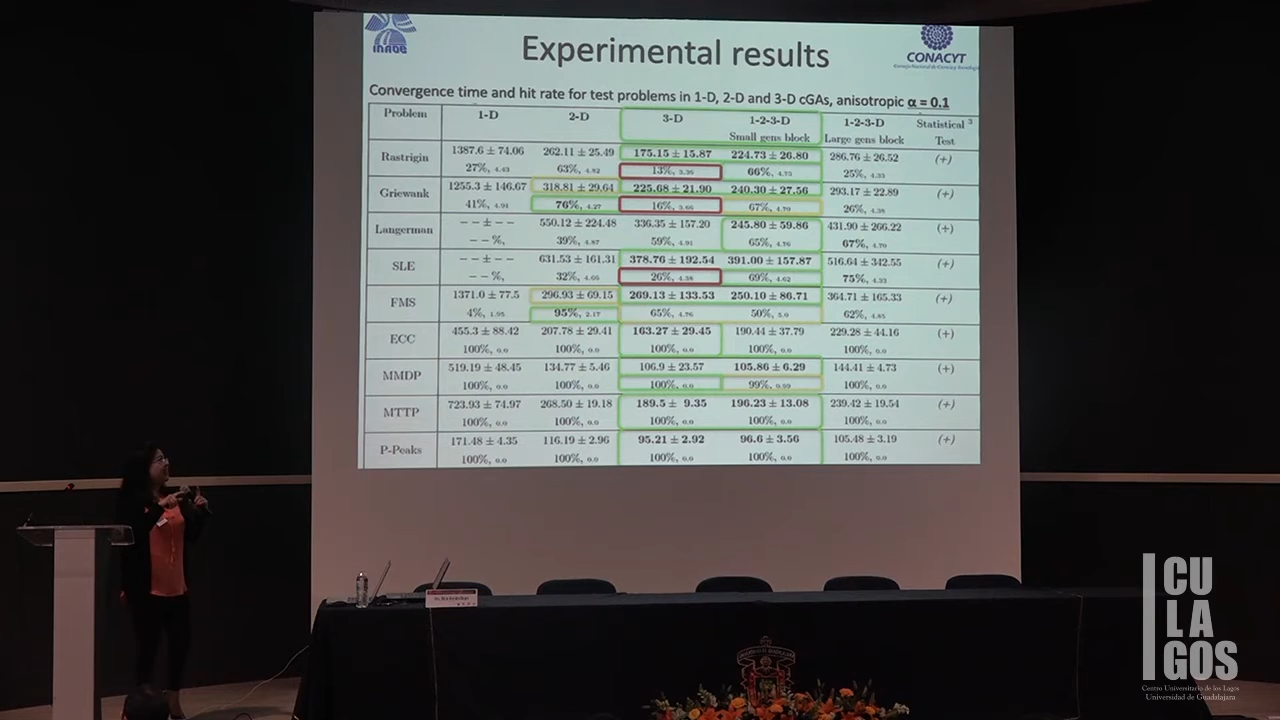 INAOE
Experimental results
CONACYT
Consejo Nacional de Ciencia y Tecnología
Convergence time and hit rate for test problems in 1-D, 2-D and 3-D cGAs, anisotropic α = 0.1
Problem 1-D 2-D 3-D 1-2-3-D 1-2-3-D Statistical 3
Small gens block Large gens block Test
Rastrigin 1387.6 ± 74.06 262.11 ± 25.49 175.15 ± 15.87 224.73 ± 26.80 286.76 ± 26.52 (+)
27%, 4.43 63%, 4.82 13%, 3.36 66%, 4.73 25%, 4.33
Griewank 1255.3 ± 146.67 318.81 ± 29.64 225.68 ± 21.90 240.30 ± 27.56 293.17 ± 22.89 (+)
41%, 4.91 76%, 4.27 16%, 3.66 67%, 4.70 26%, 4.38
Langerman − − ± − − 550.12 ± 224.48 336.35 ± 157.20 245.80 ± 59.86 431.90 ± 266.22 (+)
− − %, 39%, 4.87 59%, 4.91 65%, 4.76 67%, 4.70
SLE − − ± − − 631.53 ± 161.31 378.76 ± 192.54 391.00 ± 157.87 516.64 ± 342.55 (+)
− − %, 32%, 4.66 26%, 4.38 69%, 4.62 75%, 4.33
FMS 1371.0 ± 77.5 296.93 ± 69.15 269.13 ± 133.53 250.10 ± 86.71 364.71 ± 165.33 (+)
4%, 1.95 95%, 2.17 65%, 4.76 50%, 5.0 62%, 4.85
ECC 455.3 ± 88.42 207.78 ± 29.41 163.27 ± 29.45 190.44 ± 37.79 229.28 ± 44.16 (+)
100%, 0.0 100%, 0.0 100%, 0.0 100%, 0.0 100%, 0.0
MMDP 519.19 ± 48.45 134.77 ± 5.46 106.9 ± 23.57 105.86 ± 6.29 144.41 ± 4.73 (+)
100%, 0.0 100%, 0.0 100%, 0.0 99%, 0.99 100%, 0.0
MTTP 723.93 ± 74.97 268.50 ± 19.18 189.5 ± 9.35 196.23 ± 13.08 239.42 ± 19.54 (+)
100%, 0.0 100%, 0.0 100%, 0.0 100%, 0.0 100%, 0.0
P-Peaks 171.48 ± 4.35 116.19 ± 2.96 95.21 ± 2.92 96.6 ± 3.56 105.48 ± 3.19 (+)
100%, 0.0 100%, 0.0 100%, 0.0 100%, 0.0 100%, 0.0
CU
LA
GOS
Centro Universitario de los Lagos
Universidad de Guadalajara